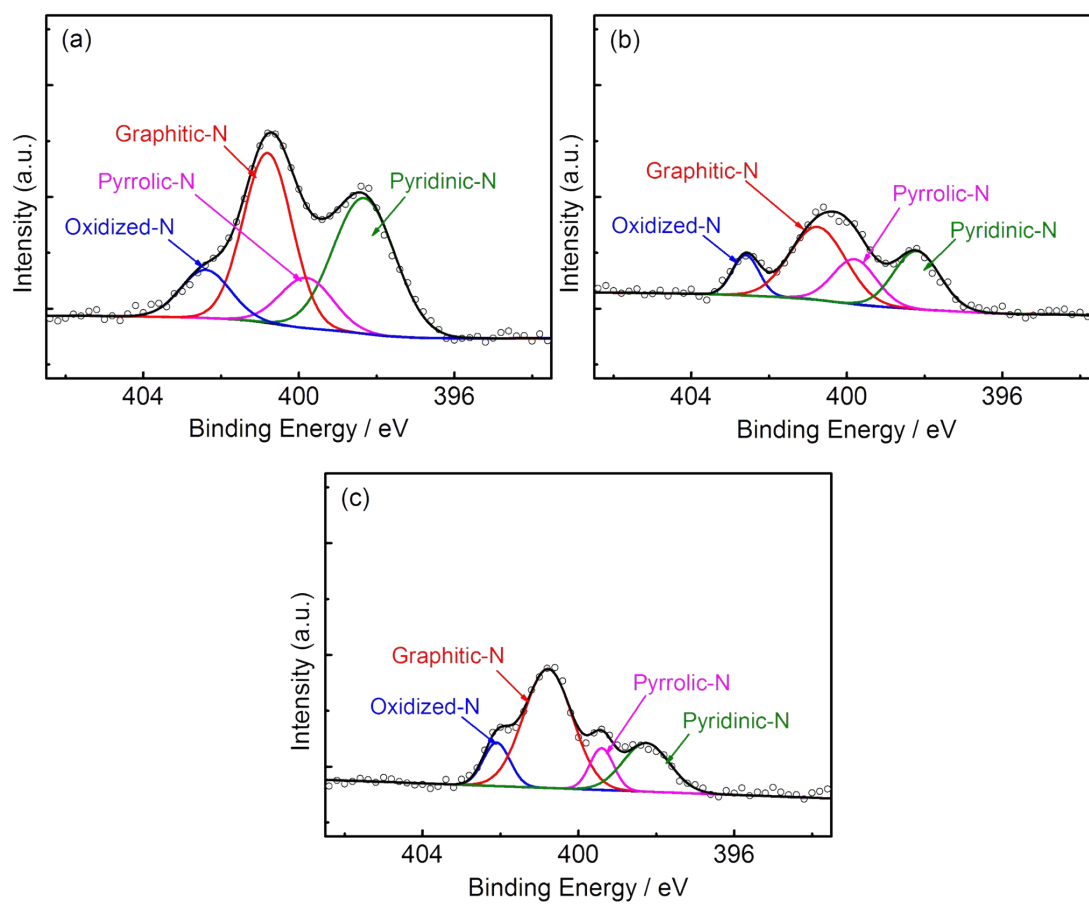 (a)
Graphitic-N
Pyrrolic-N
Pyridinic-N
Oxidized-N
Intensity (a.u.)
404 400 396
Binding Energy / eV
(b)
Graphitic-N
Pyrrolic-N
Oxidized-N
Pyridinic-N
Intensity (a.u.)
404 400 396
Binding Energy / eV
(c)
Graphitic-N
Pyrrolic-N
Oxidized-N
Pyridinic-N
Intensity (a.u.)
404 400 396
Binding Energy / eV